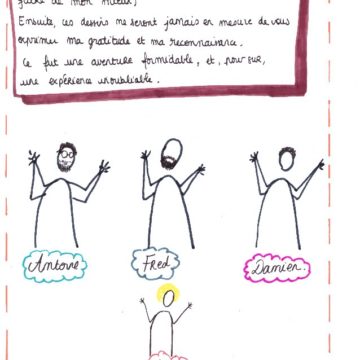 faire de mon mieux,
Ensuite, ces dessins ne seront jamais en mesure de vous
exprimer ma gratitude et ma reconnaissance.
Ce fut une aventure formidable, et, pour sûr,
une expérience inoubliable.
Antoine
Fred
Damien.